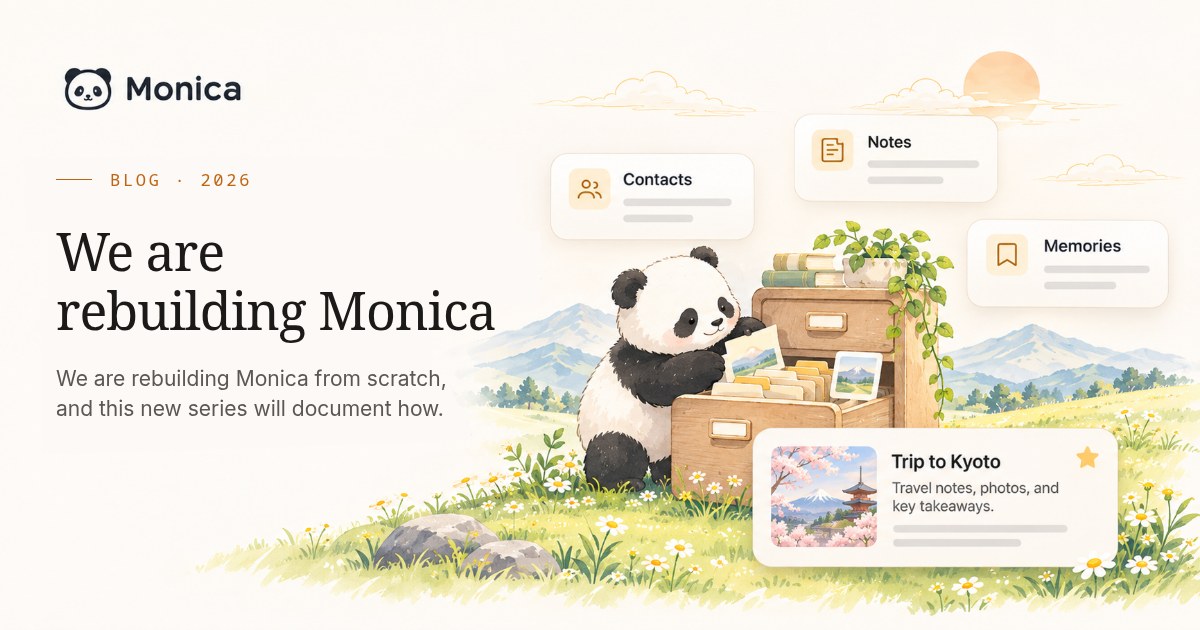 Monica
BLOG · 2026
We are
rebuilding Monica
We are rebuilding Monica from scratch,
and this new series will document how.
Contacts
Notes
Memories
Trip to Kyoto
Travel notes, photos, and
key takeaways.